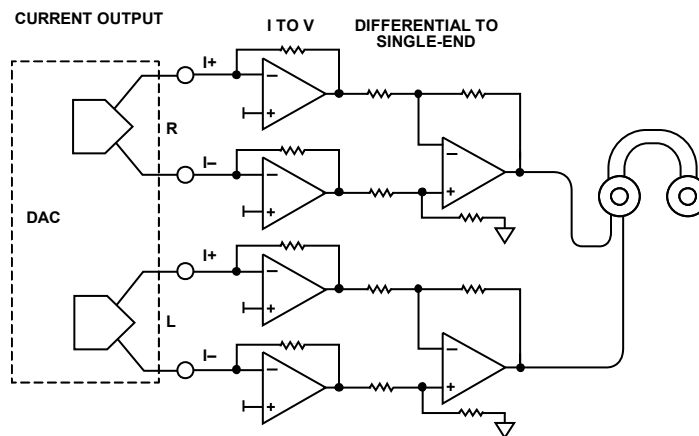 CURRENT OUTPUT
I TO V
DIFFERENTIAL TO
SINGLE-END
I+
−
+
R
−
+
I–
−
+
DAC
I+
−
+
L
−
+
I–
−
+